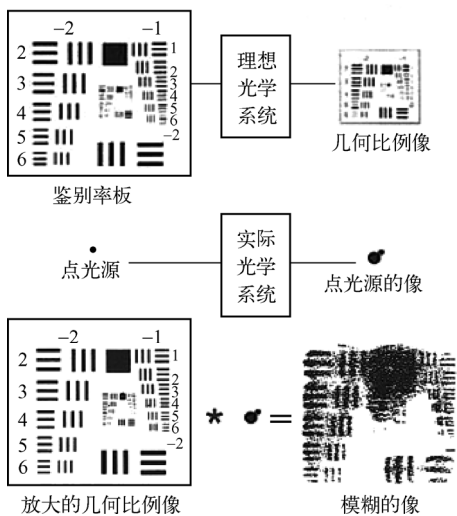 -2 -1
2 1
2
3 3
4 4
5 5
6 6
-2
鉴别率板
理想
光学
系统
几何比例像
点光源
实际
光学
系统
点光源的像
-2 -1
2 1
2
3 3
4 4
5 5
6 6
-2
* =
放大的几何比例像
模糊的像